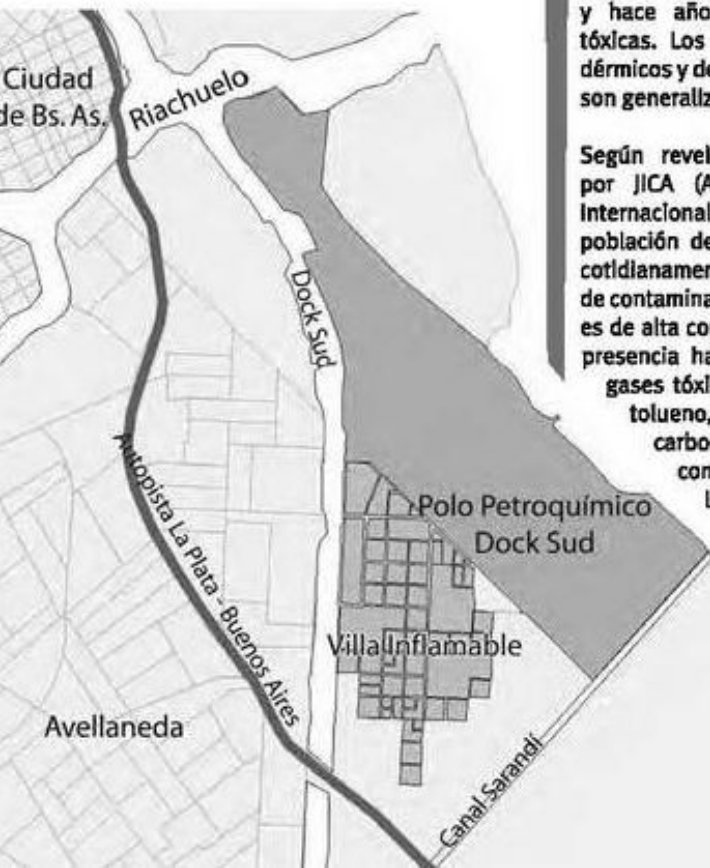 Ciudad
de Bs. As.
Riachuelo
Dock Sud
Autopista La Plata - Buenos Aires
Polo Petroquímico
Dock Sud
Villa Inflamable
Avellaneda
Canal Sarandí
y hace año
tóxicas. Los
dérmicos y de
son generaliz
Según revel
por JICA (A
Internacional
población de
cotidianamen
de contamina
es de alta co
presencia ha
gases tóxi
tolueno,
carbo
con
L